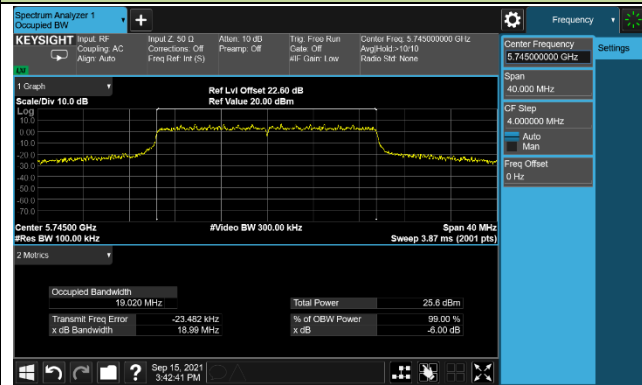 Spectrum Analyzer 1
Occupied BW
Frequency
KEYSIGHT
Input: RF
Coupling: AC
Align: Auto
Input Z: 50 Ω
Corrections: Off
Freq Ref: Int (S)
Atten: 10 dB
Preamp: Off
Trig: Free Run
Gate: Off
#IF Gain: Low
Center Freq: 5.745000000 GHz
Avg|Hold:>10/10
Radio Std: None
LXI
Center Frequency
5.745000000 GHz
Settings
Span
40.000 MHz
CF Step
4.000000 MHz
Auto
Man
Freq Offset
0 Hz
1 Graph
Scale/Div 10.0 dB
Ref Lvl Offset 22.60 dB
Ref Value 20.00 dBm
Log
10.0
0.00
-10.0
-20.0
-30.0
-40.0
-50.0
-60.0
-70.0
Center 5.74500 GHz
#Res BW 100.00 kHz
#Video BW 300.00 kHz
Span 40 MHz
Sweep 3.87 ms (2001 pts)
2 Metrics
Occupied Bandwidth
19.020 MHz
Total Power 25.6 dBm
Transmit Freq Error -23.482 kHz
% of OBW Power 99.00 %
x dB Bandwidth 18.99 MHz
x dB -6.00 dB
?
Sep 15, 2021
3:42:41 PM